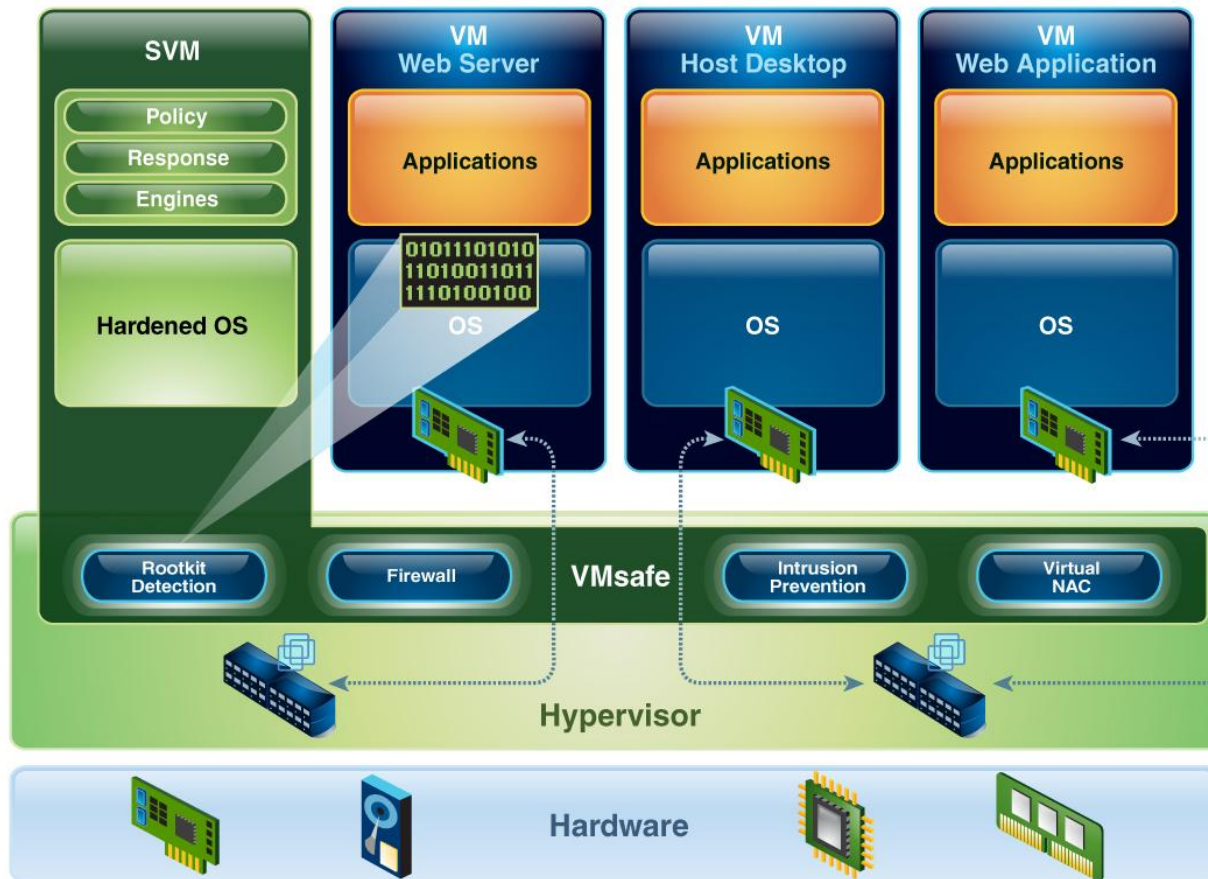 SVM
Policy
Response
Engines
Hardened OS
VM
Web Server
Applications
01011101010
11010011011
1110100100
OS
VM
Host Desktop
Applications
OS
VM
Web Application
Applications
OS
Rootkit
Detection
Firewall
VMsafe
Intrusion
Prevention
Virtual
NAC
Hypervisor
Hardware